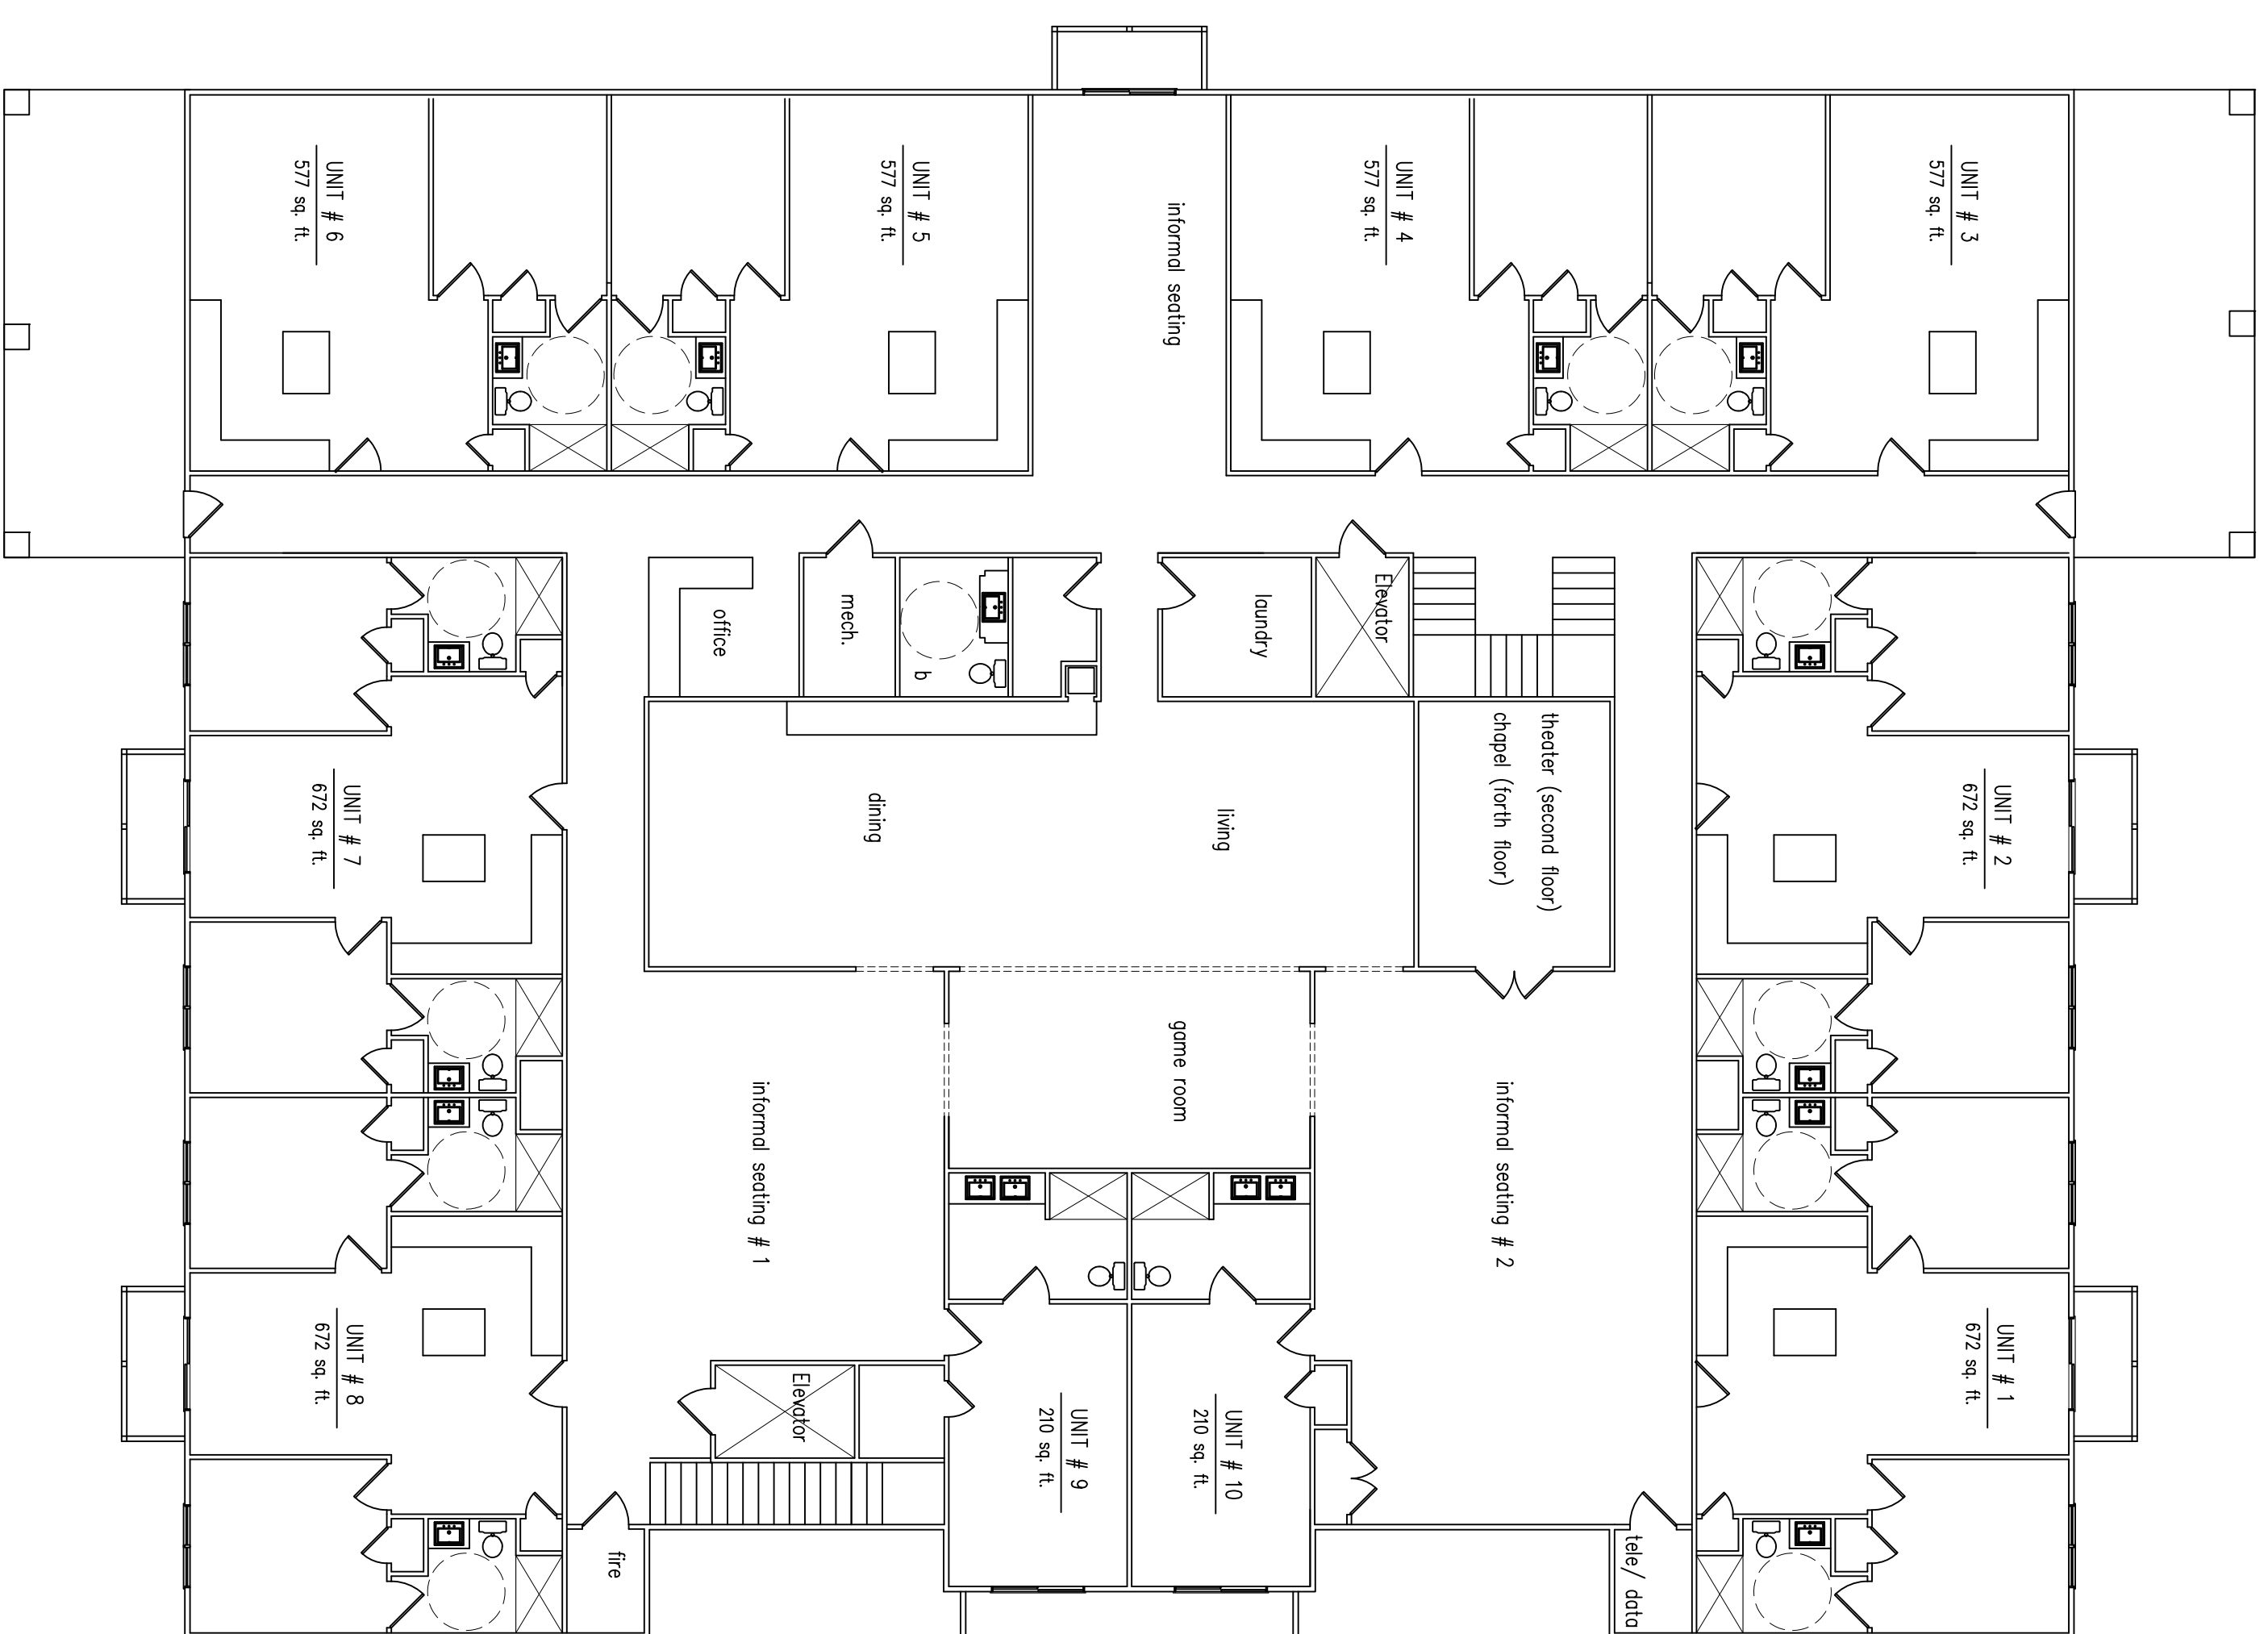 UNIT # 6
577 sq. ft.
UNIT # 5
577 sq. ft.
informal seating
UNIT # 4
577 sq. ft.
UNIT # 3
577 sq. ft.
office
mech.
b
laundry
Elevator
theater (second floor)
chapel (forth floor)
dining
living
UNIT # 7
672 sq. ft.
UNIT # 2
672 sq. ft.
informal seating # 1
game room
informal seating # 2
UNIT # 8
672 sq. ft.
Elevator
UNIT # 9
210 sq. ft.
UNIT # 10
210 sq. ft.
UNIT # 1
672 sq. ft.
fire
tele/ data